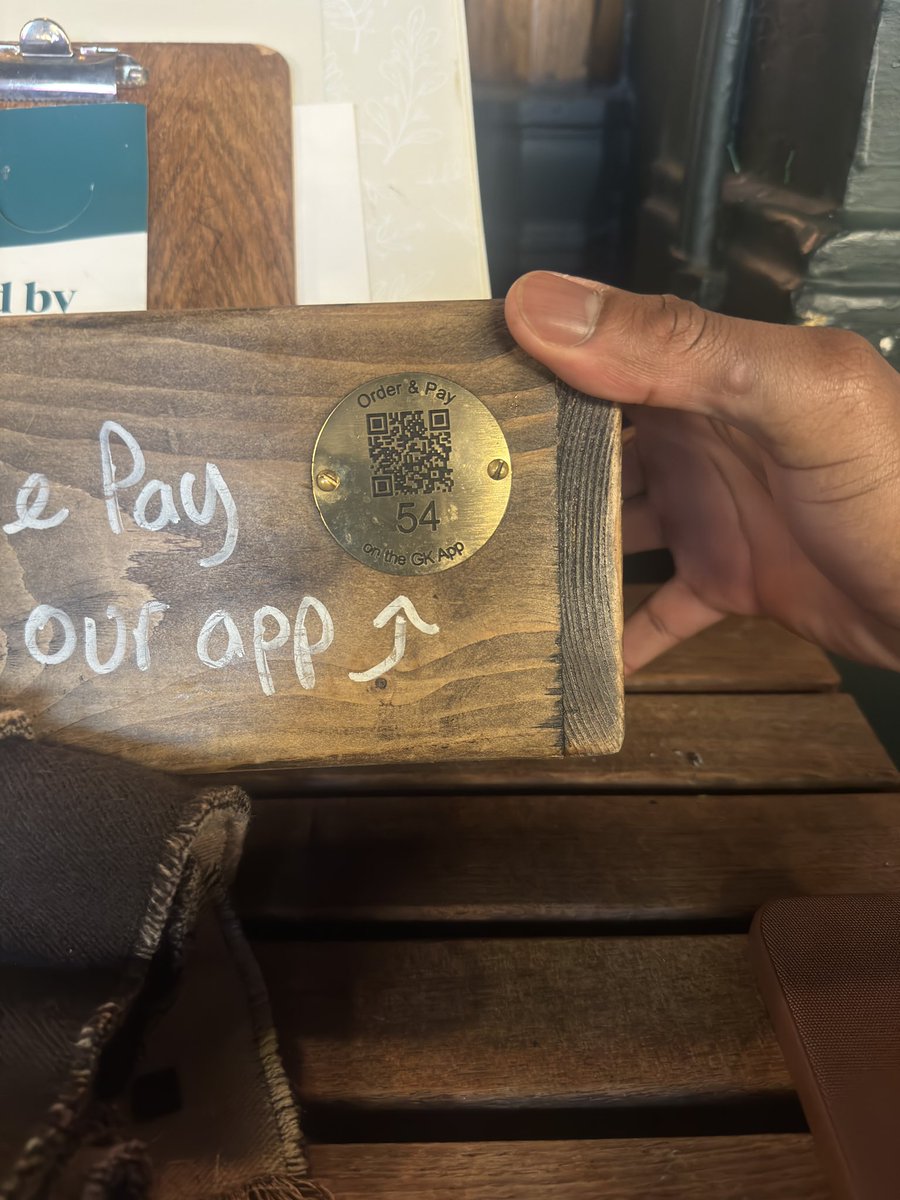 d by
Order & Pay
54
on the GK App
e Pay
our app ↑